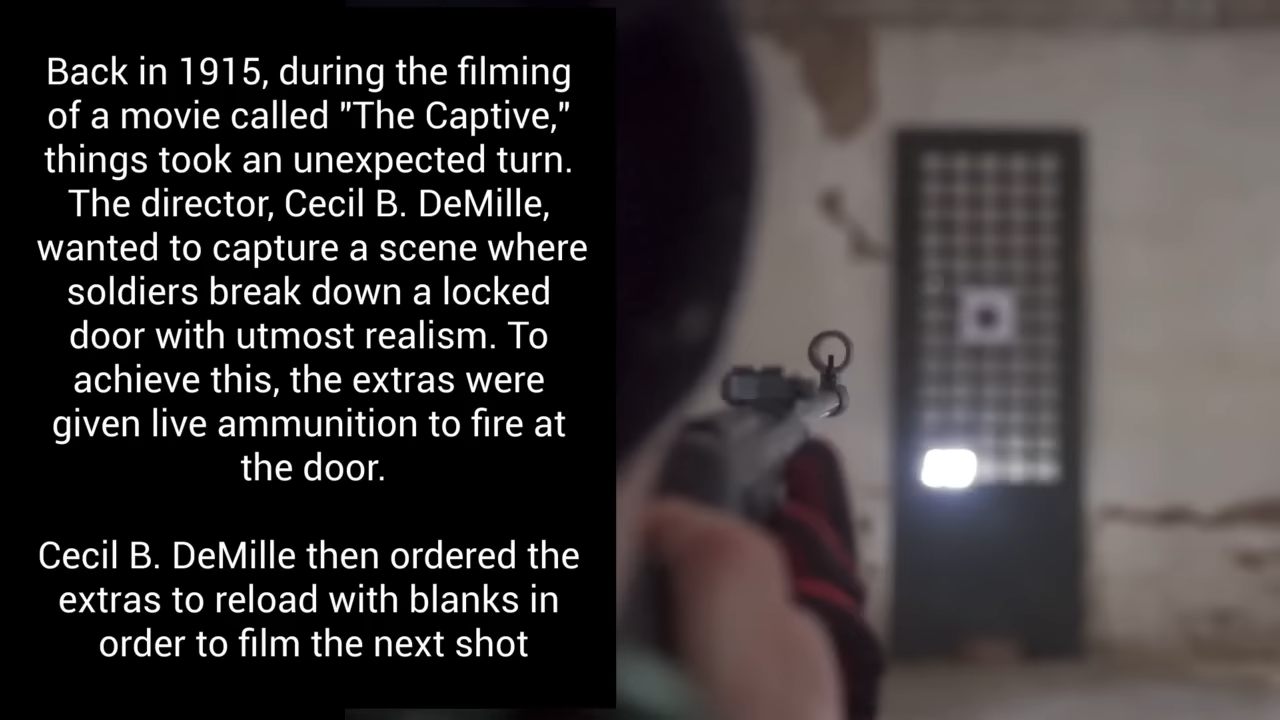 Back in 1915, during the filming
of a movie called "The Captive,"
things took an unexpected turn.
The director, Cecil B. DeMille,
wanted to capture a scene where
soldiers break down a locked
door with utmost realism. To
achieve this, the extras were
given live ammunition to fire at
the door.
Cecil B. DeMille then ordered the
extras to reload with blanks in
order to film the next shot